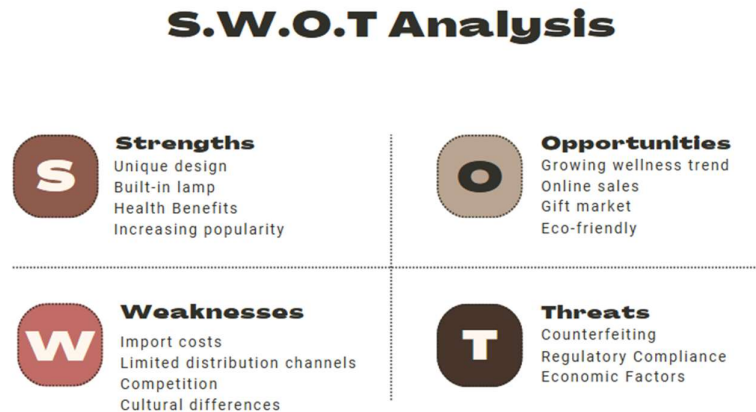 S.W.O.T Analysis
S
Strengths
Unique design
Built-in lamp
Health Benefits
Increasing popularity
O
Opportunities
Growing wellness trend
Online sales
Gift market
Eco-friendly
W
Weaknesses
Import costs
Limited distribution channels
Competition
Cultural differences
T
Threats
Counterfeiting
Regulatory Compliance
Economic Factors